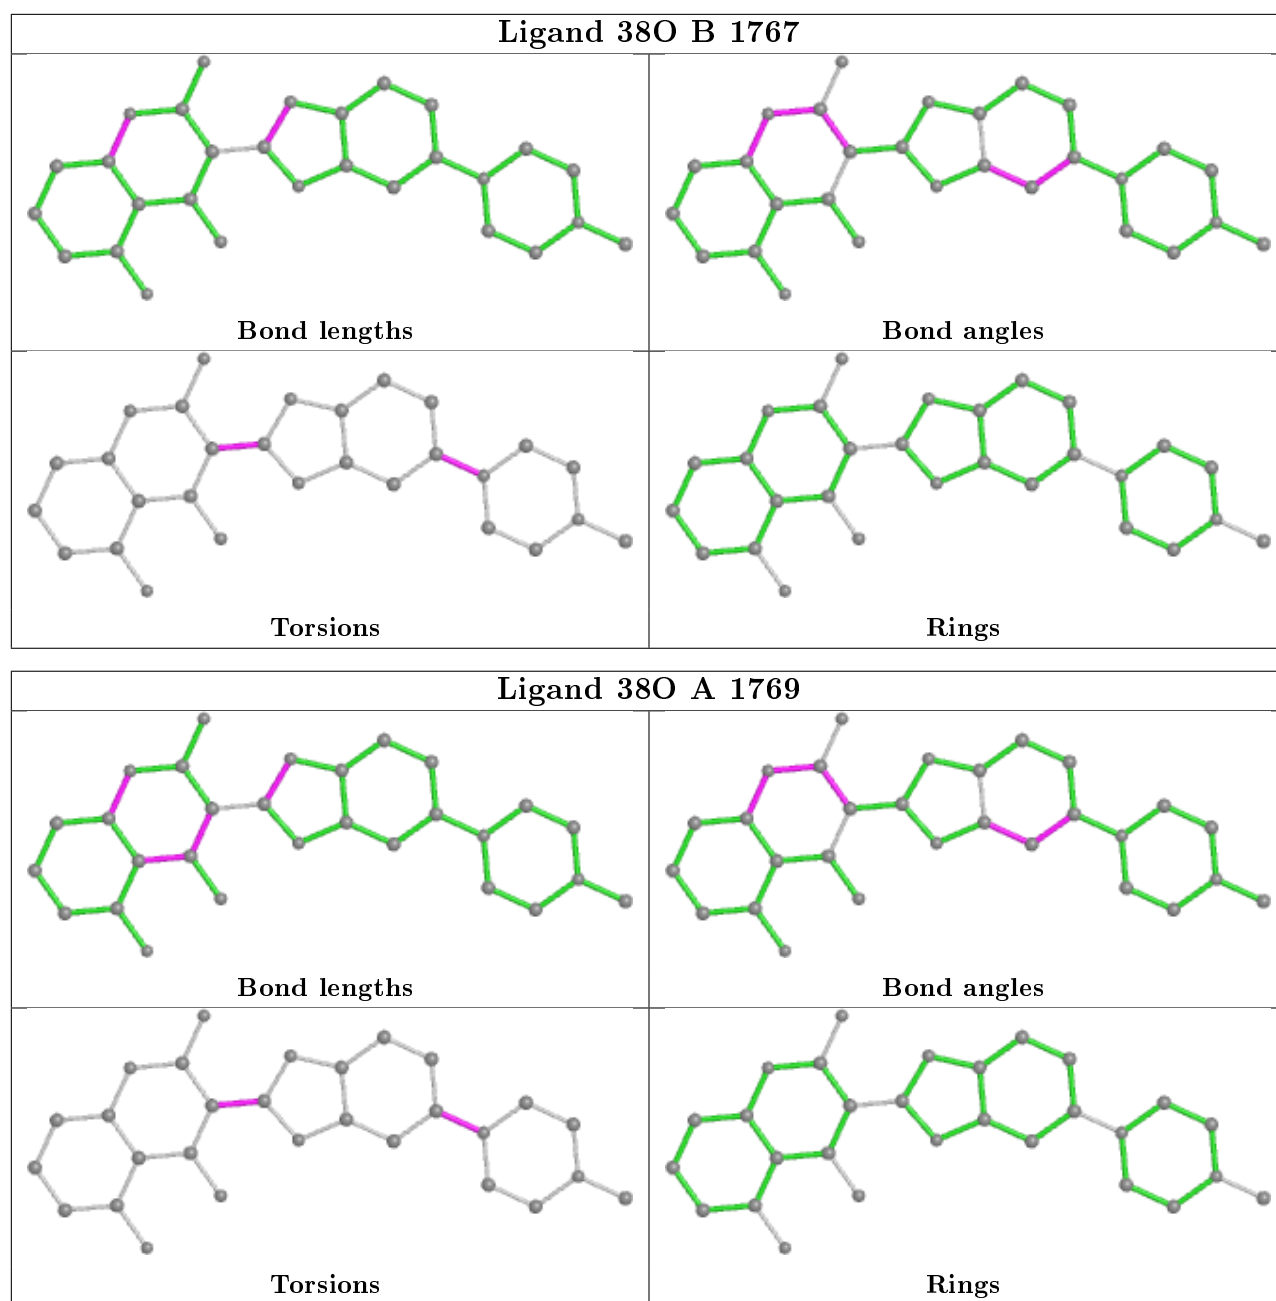 Ligand 38O B 1767
Bond lengths
Bond angles
Torsions
Rings
Ligand 38O A 1769
Bond lengths
Bond angles
Torsions
Rings